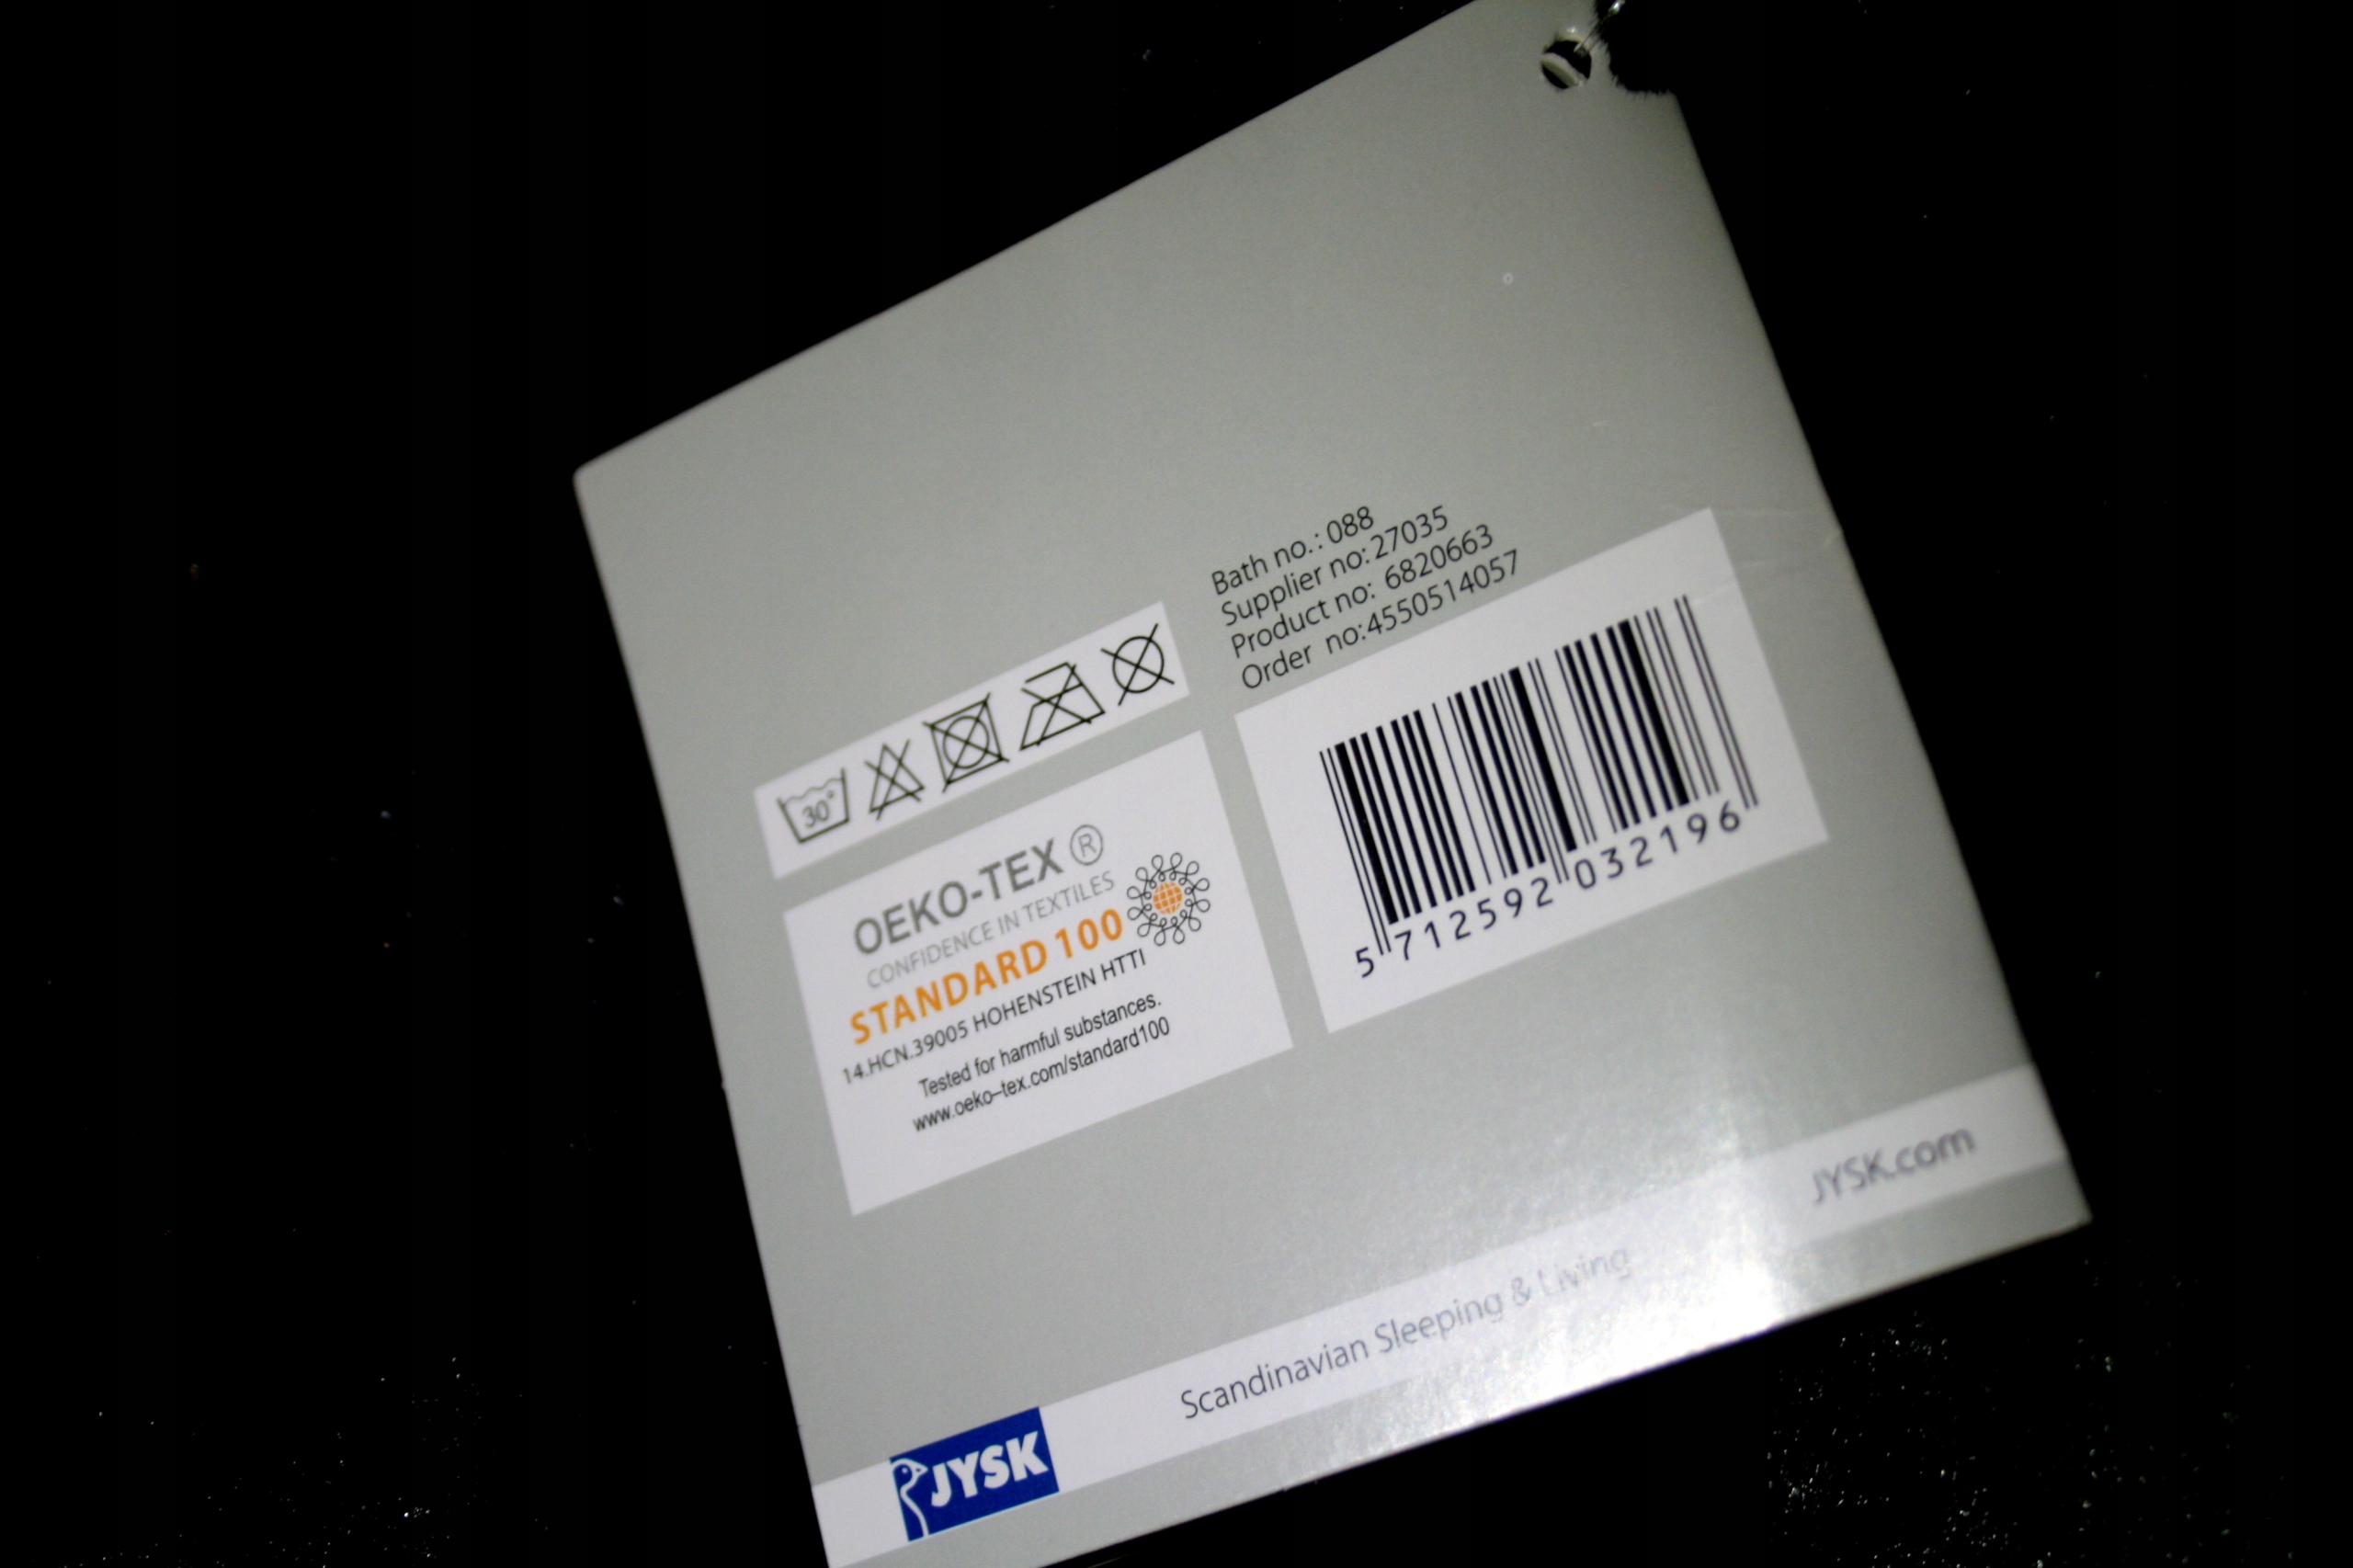 Bath no.: 088
Supplier no: 27035
Product no: 6820663
Order no:4550514057
30°
OEKO-TEX ®
CONFIDENCE IN TEXTILES
STANDARD 100
14.HCN.39005 HOHENSTEIN HTTI
Tested for harmful substances.
www.oeko–tex.com/standard100
5 712592 032196
JYSK
Scandinavian Sleeping & Living
JYSK.com